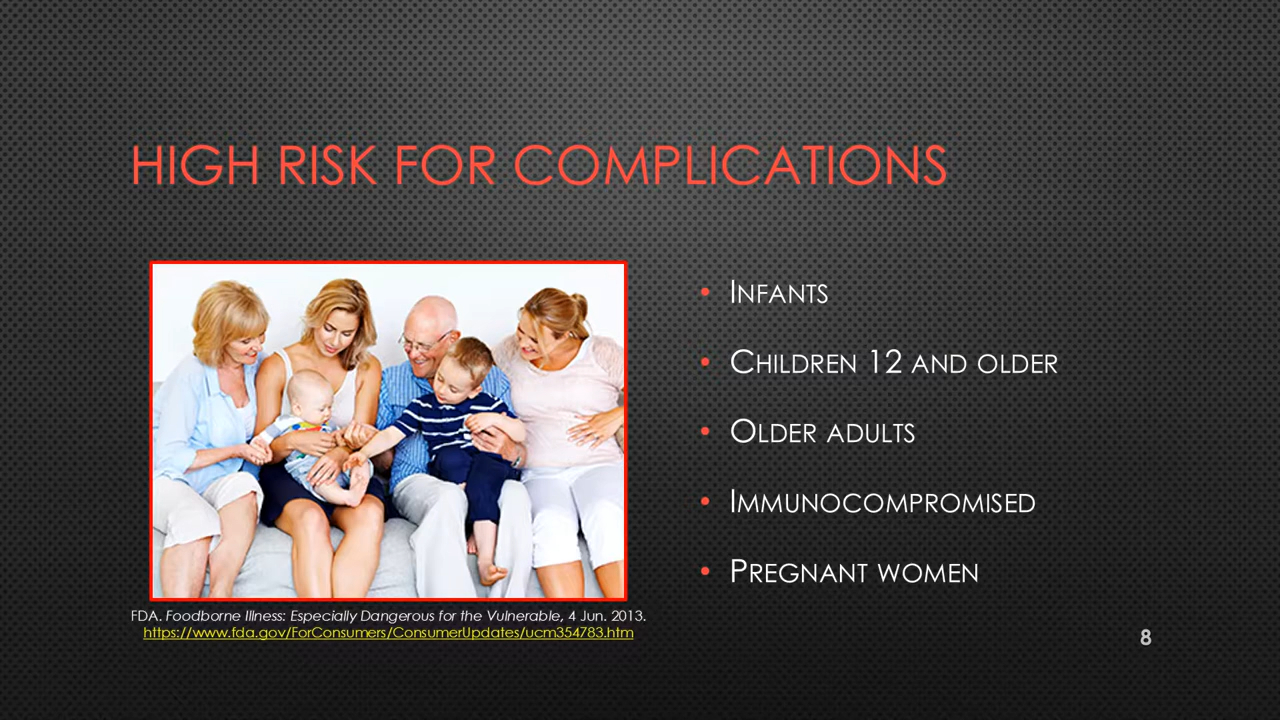 HIGH RISK FOR COMPLICATIONS
• INFANTS
• CHILDREN 12 AND OLDER
• OLDER ADULTS
• IMMUNOCOMPROMISED
• PREGNANT WOMEN
FDA. Foodborne Illness: Especially Dangerous for the Vulnerable, 4 Jun. 2013.
https://www.fda.gov/ForConsumers/ConsumerUpdates/ucm354783.htm
8